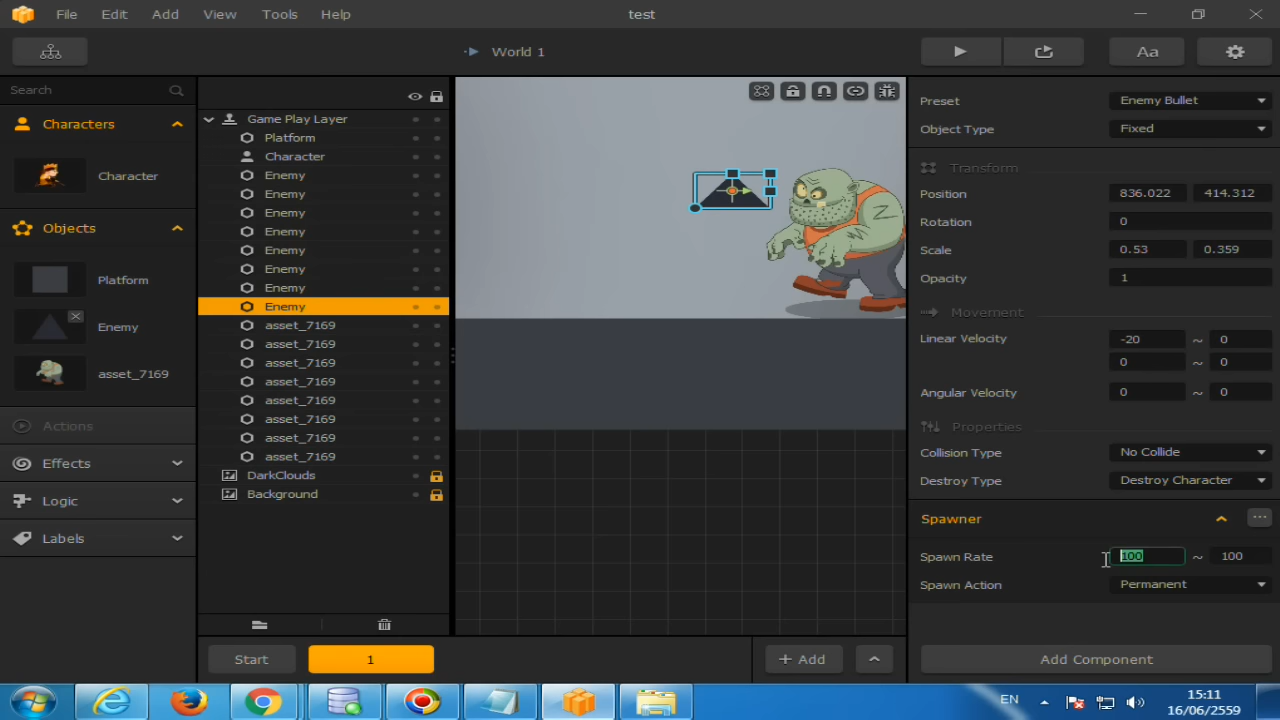 File Edit Add View Tools Help test
World 1 Aa
Search
Characters
Character
Objects
Platform
Enemy
asset_7169
Actions
Effects
Logic
Labels
Game Play Layer
Platform
Character
Enemy
Enemy
Enemy
Enemy
Enemy
Enemy
Enemy
Enemy
asset_7169
asset_7169
asset_7169
asset_7169
asset_7169
asset_7169
asset_7169
asset_7169
DarkClouds
Background
Start 1 + Add
Preset Enemy Bullet
Object Type Fixed
Transform
Position 836.022 414.312
Rotation 0
Scale 0.53 0.359
Opacity 1
Movement
Linear Velocity -20 ~ 0
0 ~ 0
Angular Velocity 0 ~ 0
Properties
Collision Type No Collide
Destroy Type Destroy Character
Spawner
Spawn Rate 100 ~ 100
Spawn Action Permanent
Add Component
EN 15:11
16/06/2559